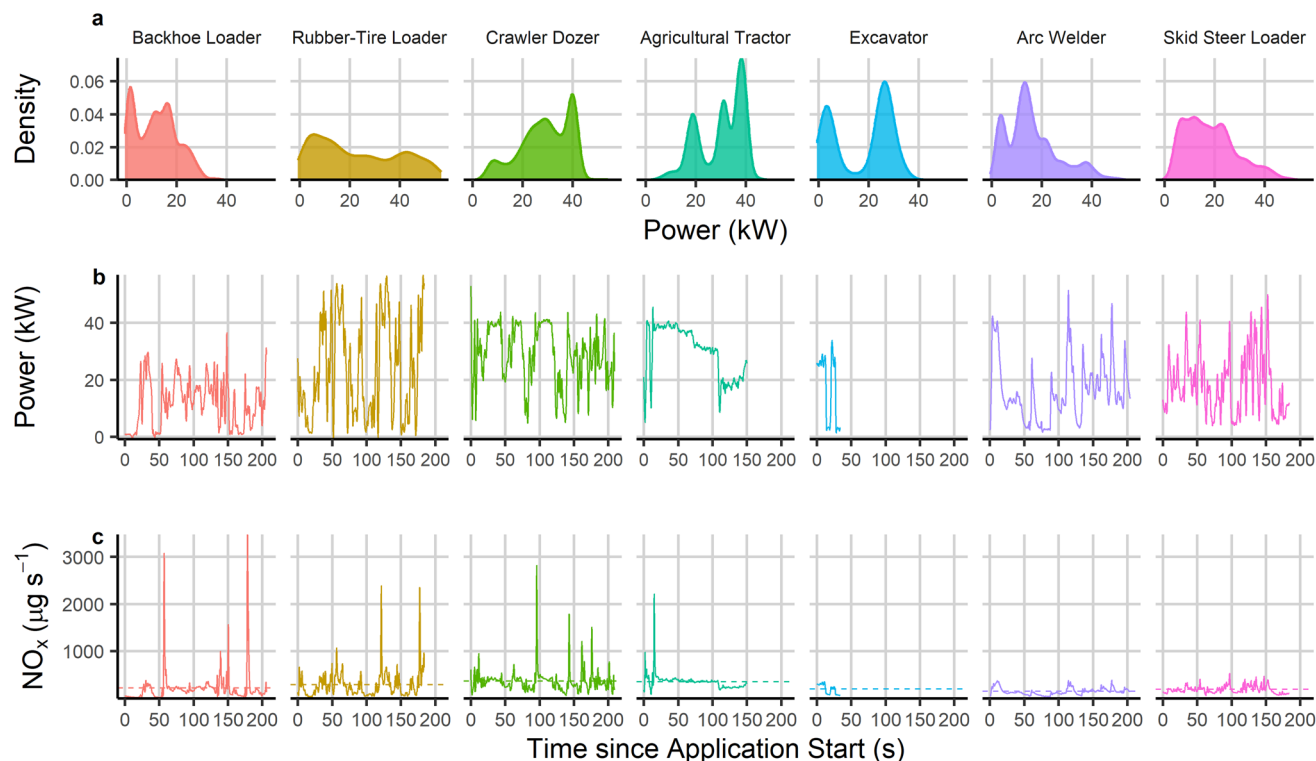 a
Backhoe Loader Rubber-Tire Loader Crawler Dozer Agricultural Tractor Excavator Arc Welder Skid Steer Loader
Density
0.06
0.04
0.02
0.00
0 20 40 0 20 40 0 20 40 0 20 40 0 20 40 0 20 40 0 20 40
Power (kW)
b
Power (kW)
40
20
0
0 50 100 150 200 0 50 100 150 200 0 50 100 150 200 0 50 100 150 200 0 50 100 150 200 0 50 100 150 200 0 50 100 150 200
c
NOₓ (μg s⁻¹)
3000
2000
1000
0 50 100 150 200 0 50 100 150 200 0 50 100 150 200 0 50 100 150 200 0 50 100 150 200 0 50 100 150 200 0 50 100 150 200
Time since Application Start (s)